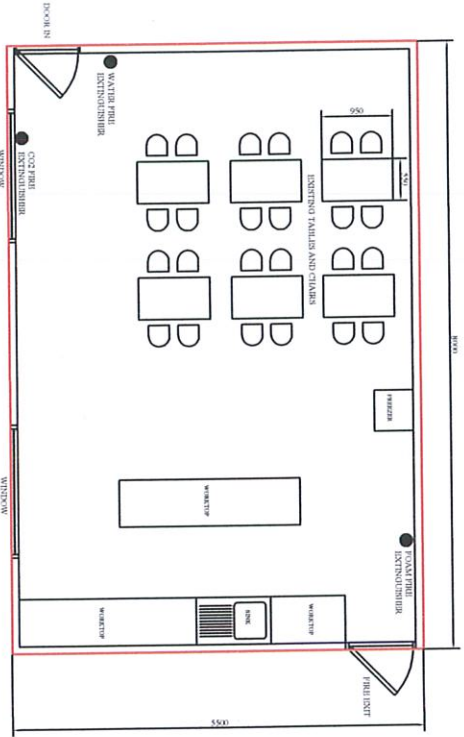 DOOR IN
WATER FIRE
EXTINGUISHER
CO2 FIRE
EXTINGUISHER
WINDOW
950
550
EXISTING TABLES AND CHAIRS
8000
FREEZER
WORKTOP
WINDOW
FOAM FIRE
EXTINGUISHER
WORKTOP
SINK
WORKTOP
FIRE EXIT
5500